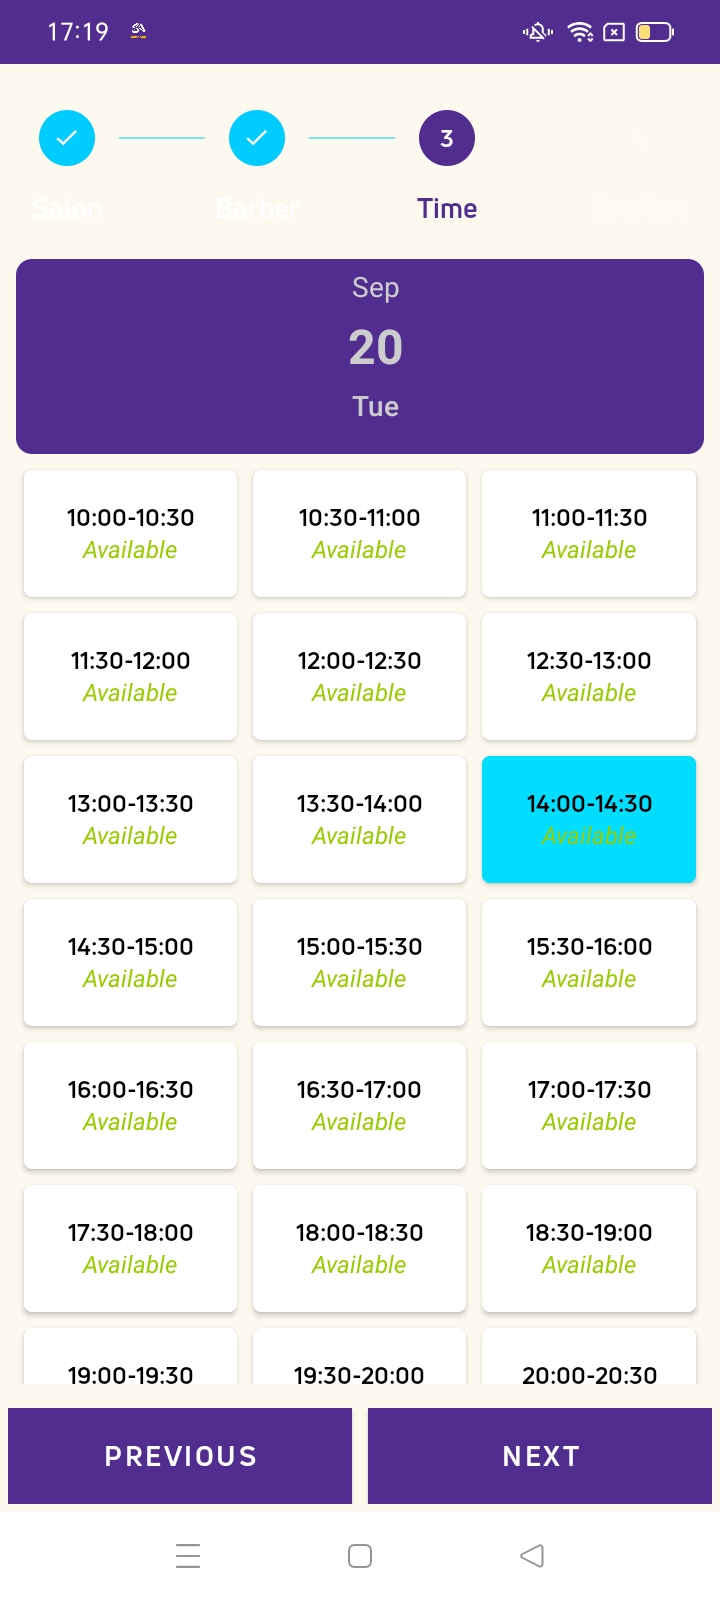 17:19
3
Salon Barber Time Confirm
Sep
20
Tue
10:00-10:30 10:30-11:00 11:00-11:30
Available Available Available
11:30-12:00 12:00-12:30 12:30-13:00
Available Available Available
13:00-13:30 13:30-14:00 14:00-14:30
Available Available Available
14:30-15:00 15:00-15:30 15:30-16:00
Available Available Available
16:00-16:30 16:30-17:00 17:00-17:30
Available Available Available
17:30-18:00 18:00-18:30 18:30-19:00
Available Available Available
19:00-19:30 19:30-20:00 20:00-20:30
PREVIOUS NEXT